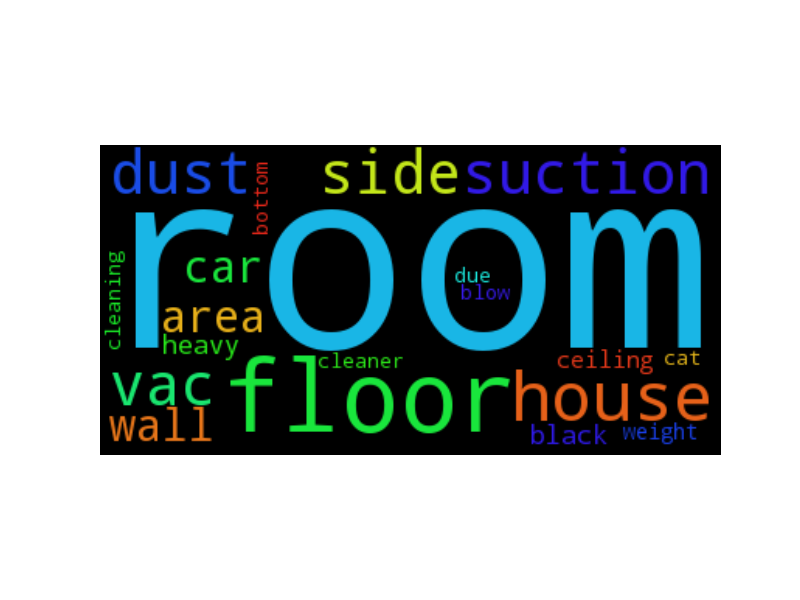 dust
bottom
side
suction
room
cleaning
car
due
blow
area
heavy
cleaner
ceiling
cat
vac
floor
house
wall
black
weight